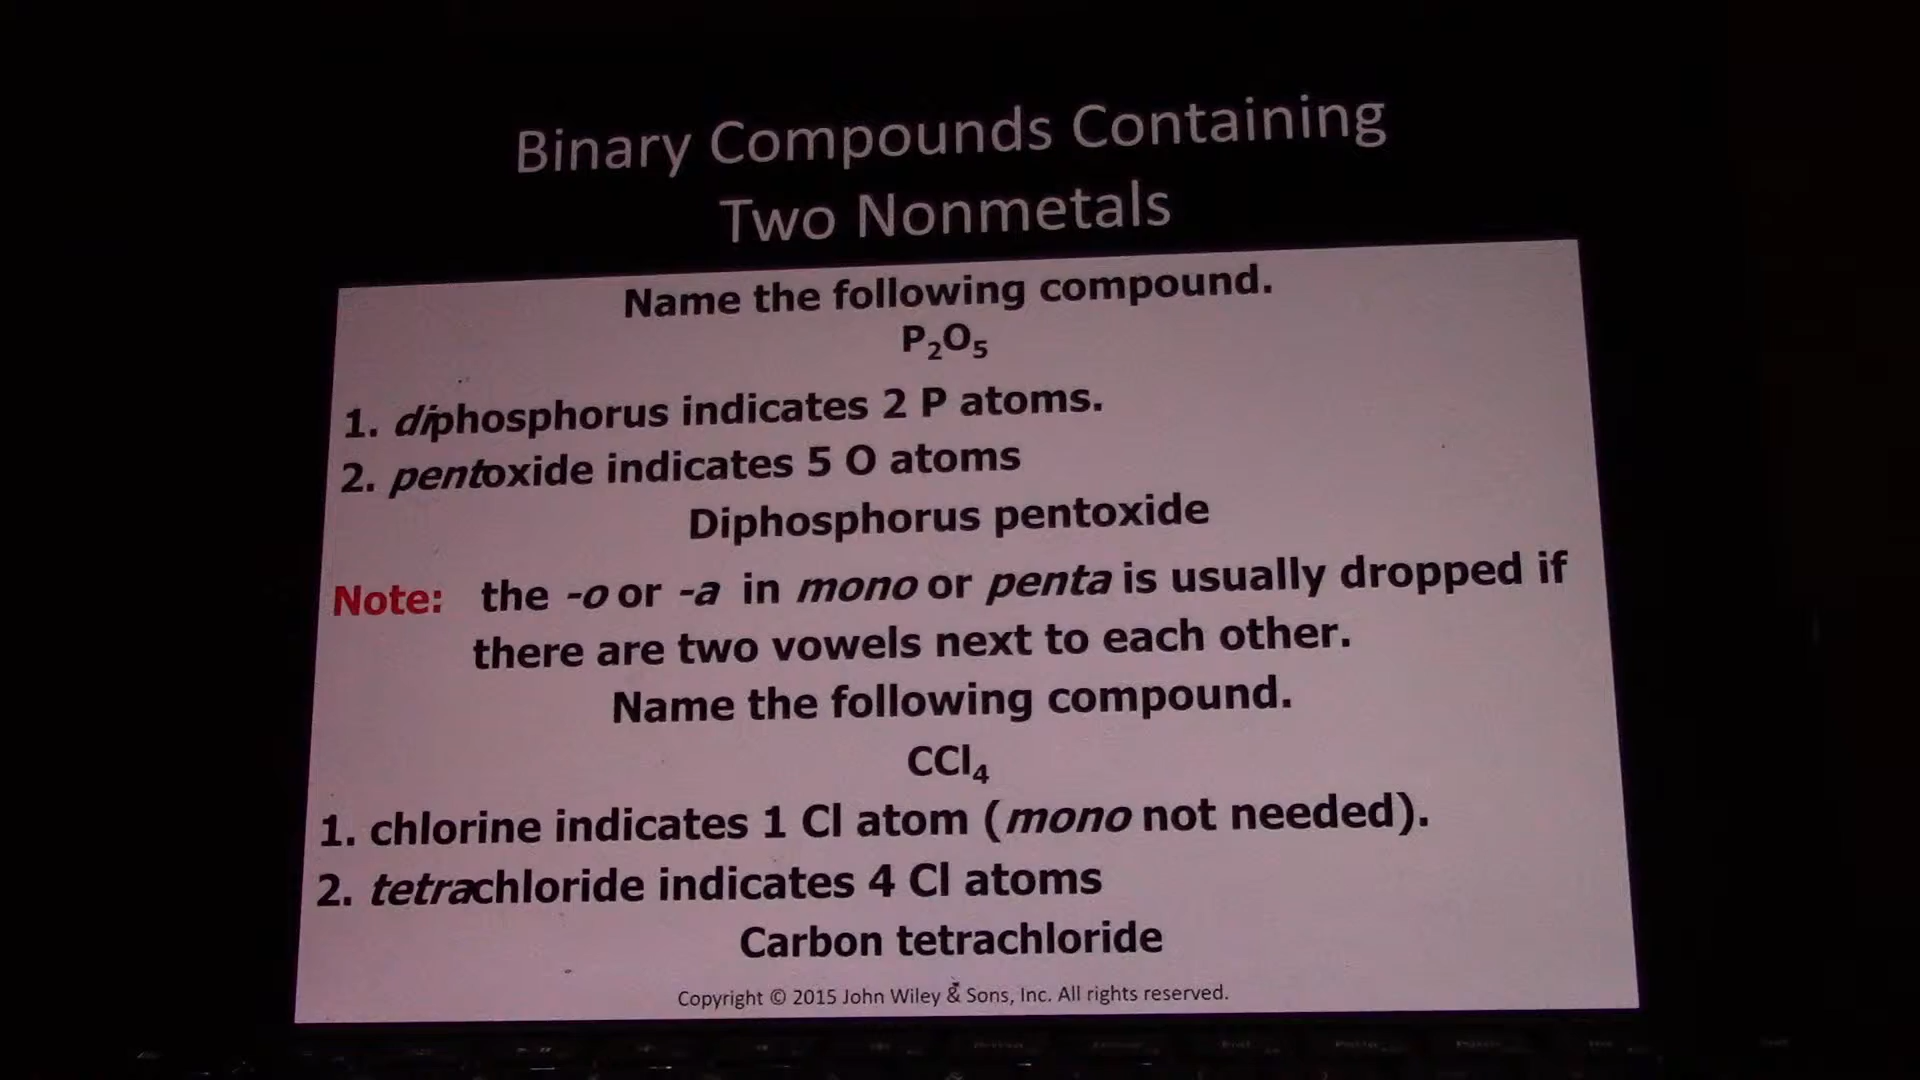 Binary Compounds Containing
Two Nonmetals
Name the following compound.
P₂O₅
1. diphosphorus indicates 2 P atoms.
2. pentoxide indicates 5 O atoms
Diphosphorus pentoxide
Note: the -o or -a in mono or penta is usually dropped if
there are two vowels next to each other.
Name the following compound.
CCl₄
1. chlorine indicates 1 Cl atom (mono not needed).
2. tetrachloride indicates 4 Cl atoms
Carbon tetrachloride
Copyright © 2015 John Wiley & Sons, Inc. All rights reserved.